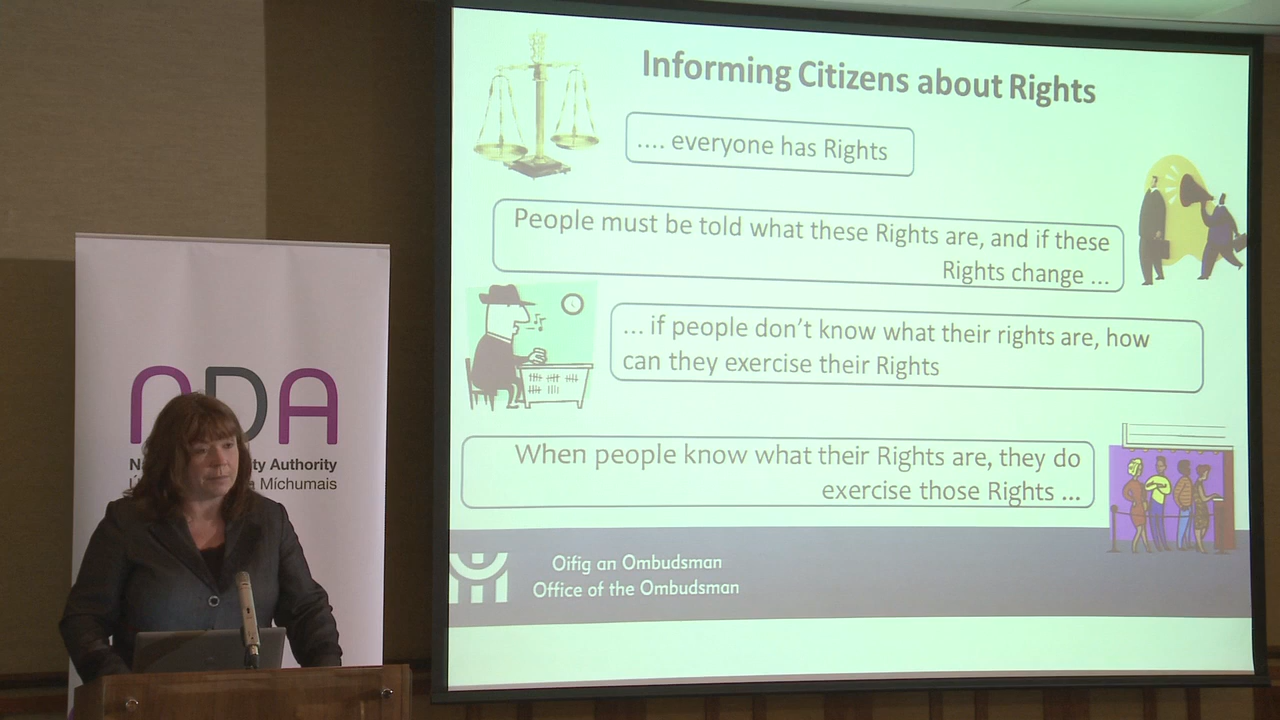 Informing Citizens about Rights
.... everyone has Rights
People must be told what these Rights are, and if these
Rights change ...
... if people don't know what their rights are, how
can they exercise their Rights
When people know what their Rights are, they do
exercise those Rights ...
Oifig an Ombudsman
Office of the Ombudsman
NDA
Authority
Míchumais